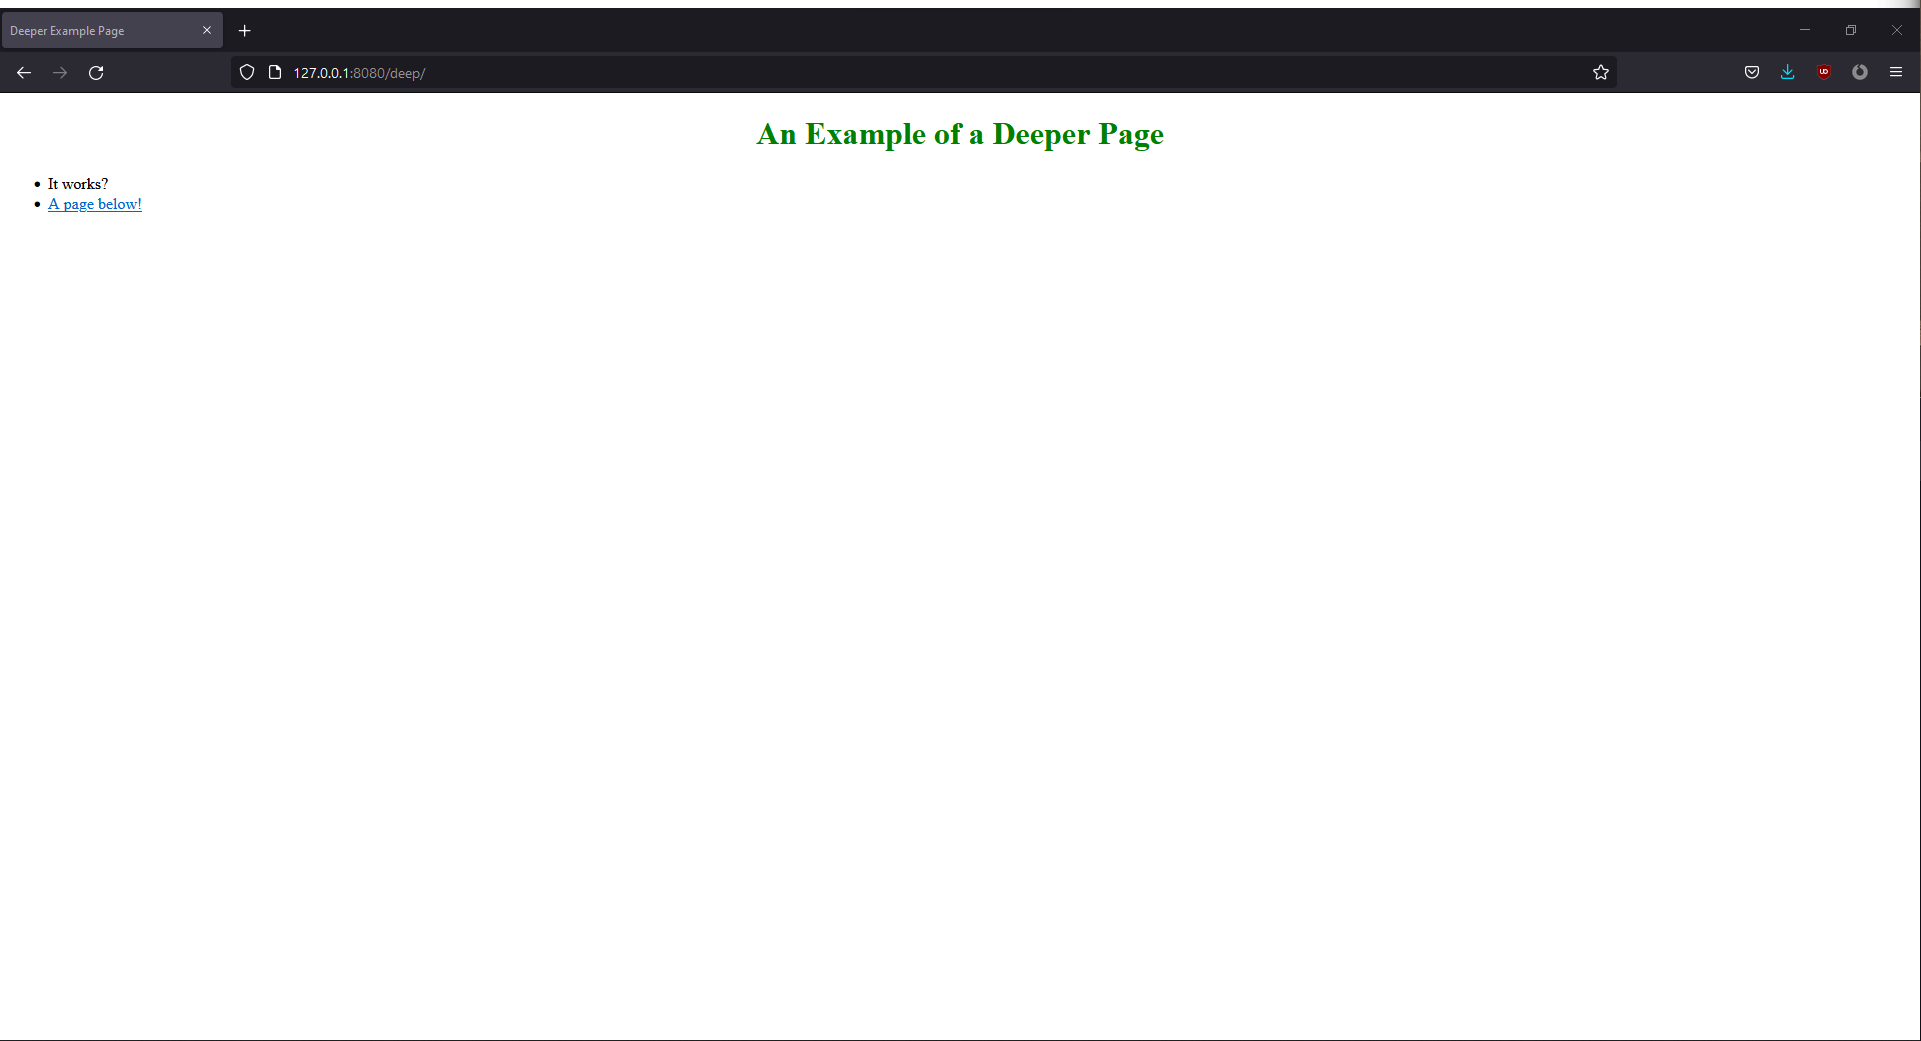 Deeper Example Page
127.0.0.1:8080/deep/
An Example of a Deeper Page
It works?
A page below!